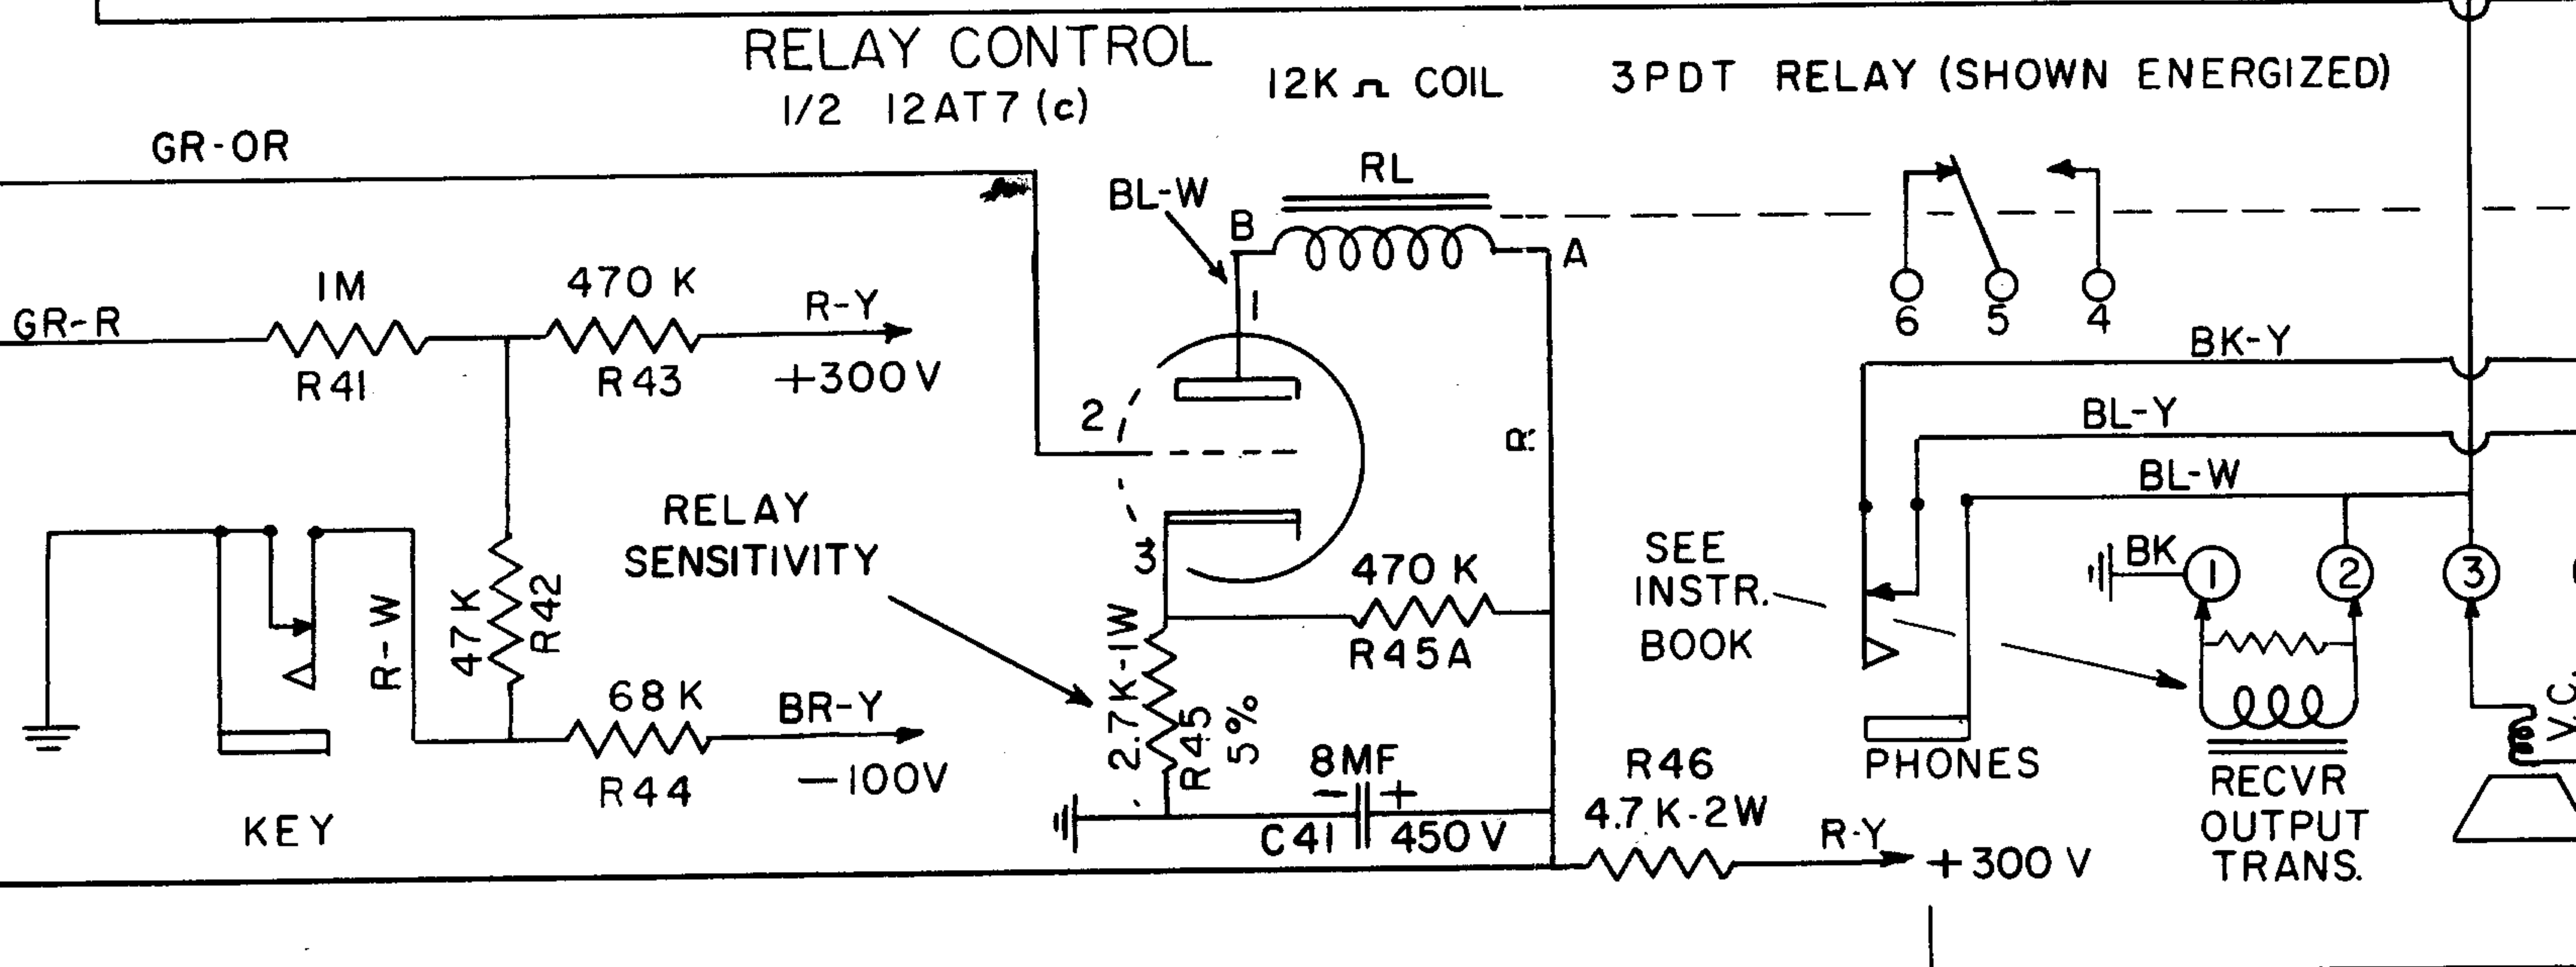 RELAY CONTROL
1/2 12AT7 (c)
12K Ω COIL
3PDT RELAY (SHOWN ENERGIZED)
GR-OR
BL-W
RL
B
A
1
2
3
GR-R
1M
R41
470 K
R43
R-Y
+300V
47 K
R42
R-W
68 K
R44
BR-Y
—100V
KEY
RELAY
SENSITIVITY
2.7K-1W
R45
5%
470 K
R45A
R
8MF
- +
C41
450V
R46
4.7K-2W
R-Y
+300 V
6 5 4
BK-Y
BL-Y
BL-W
SEE
INSTR.
BOOK
PHONES
BK
1
2
3
RECVR
OUTPUT
TRANS.
V.C.